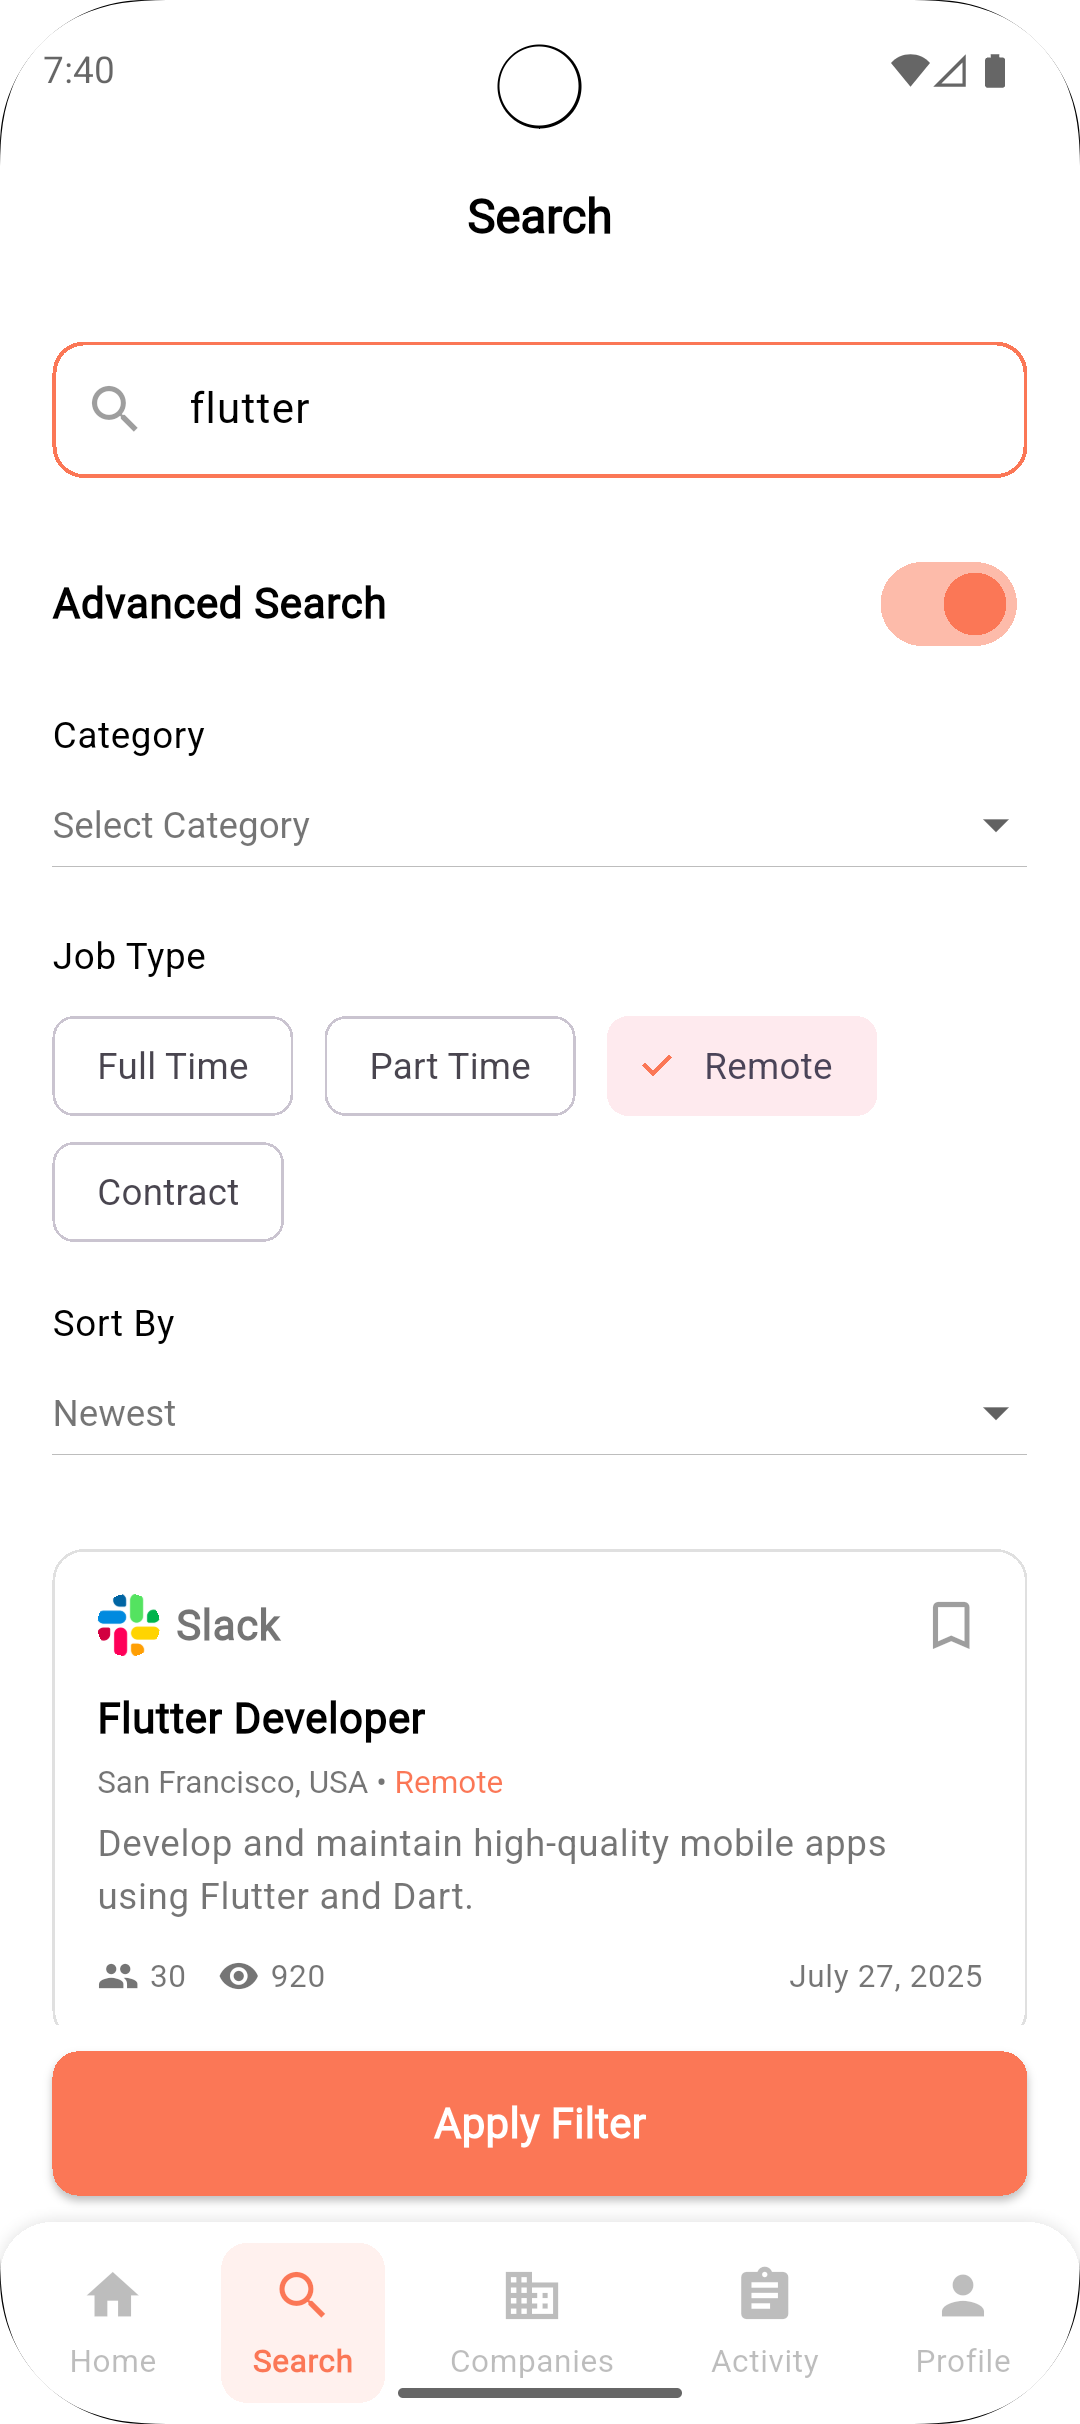 7:40
Search
flutter
Advanced Search
Category
Select Category
Job Type
Full Time
Part Time
Remote
Contract
Sort By
Newest
Slack
Flutter Developer
San Francisco, USA • Remote
Develop and maintain high-quality mobile apps
using Flutter and Dart.
30 920 July 27, 2025
Apply Filter
Home Search Companies Activity Profile